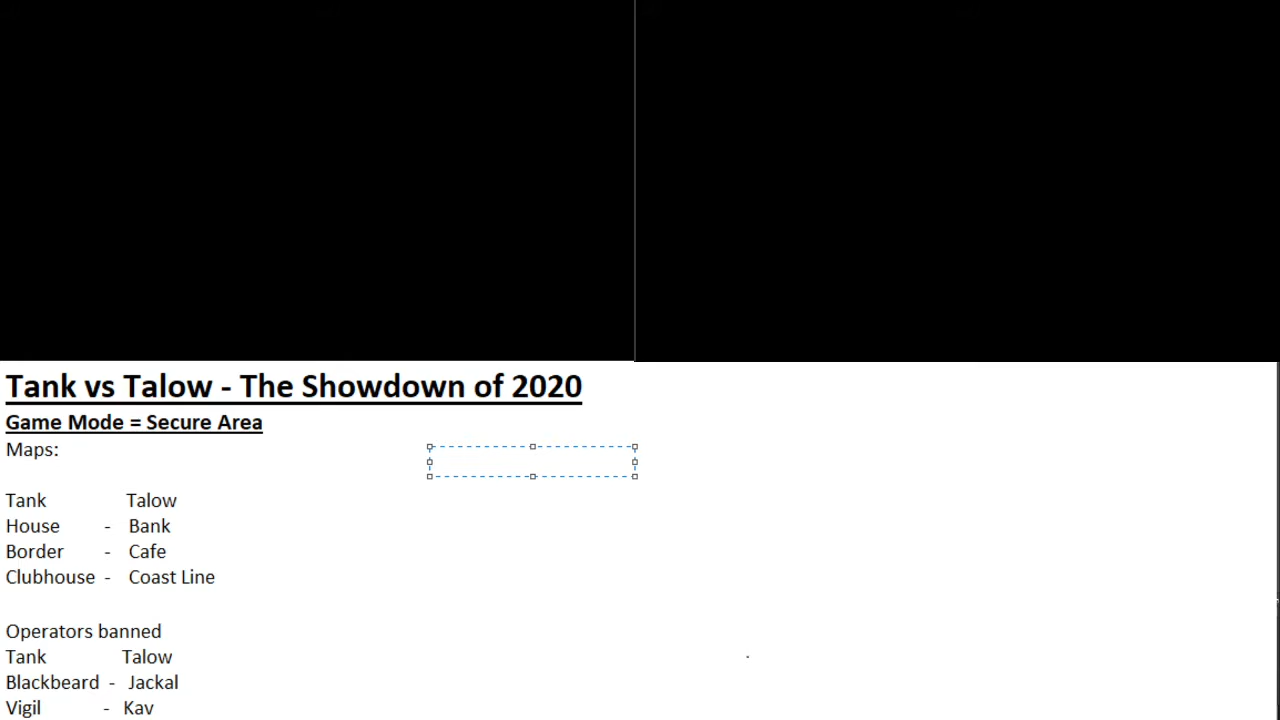 Tank vs Talow - The Showdown of 2020
Game Mode = Secure Area
Maps:
Tank Talow
House - Bank
Border - Cafe
Clubhouse - Coast Line
Operators banned
Tank Talow
Blackbeard - Jackal
Vigil - Kav